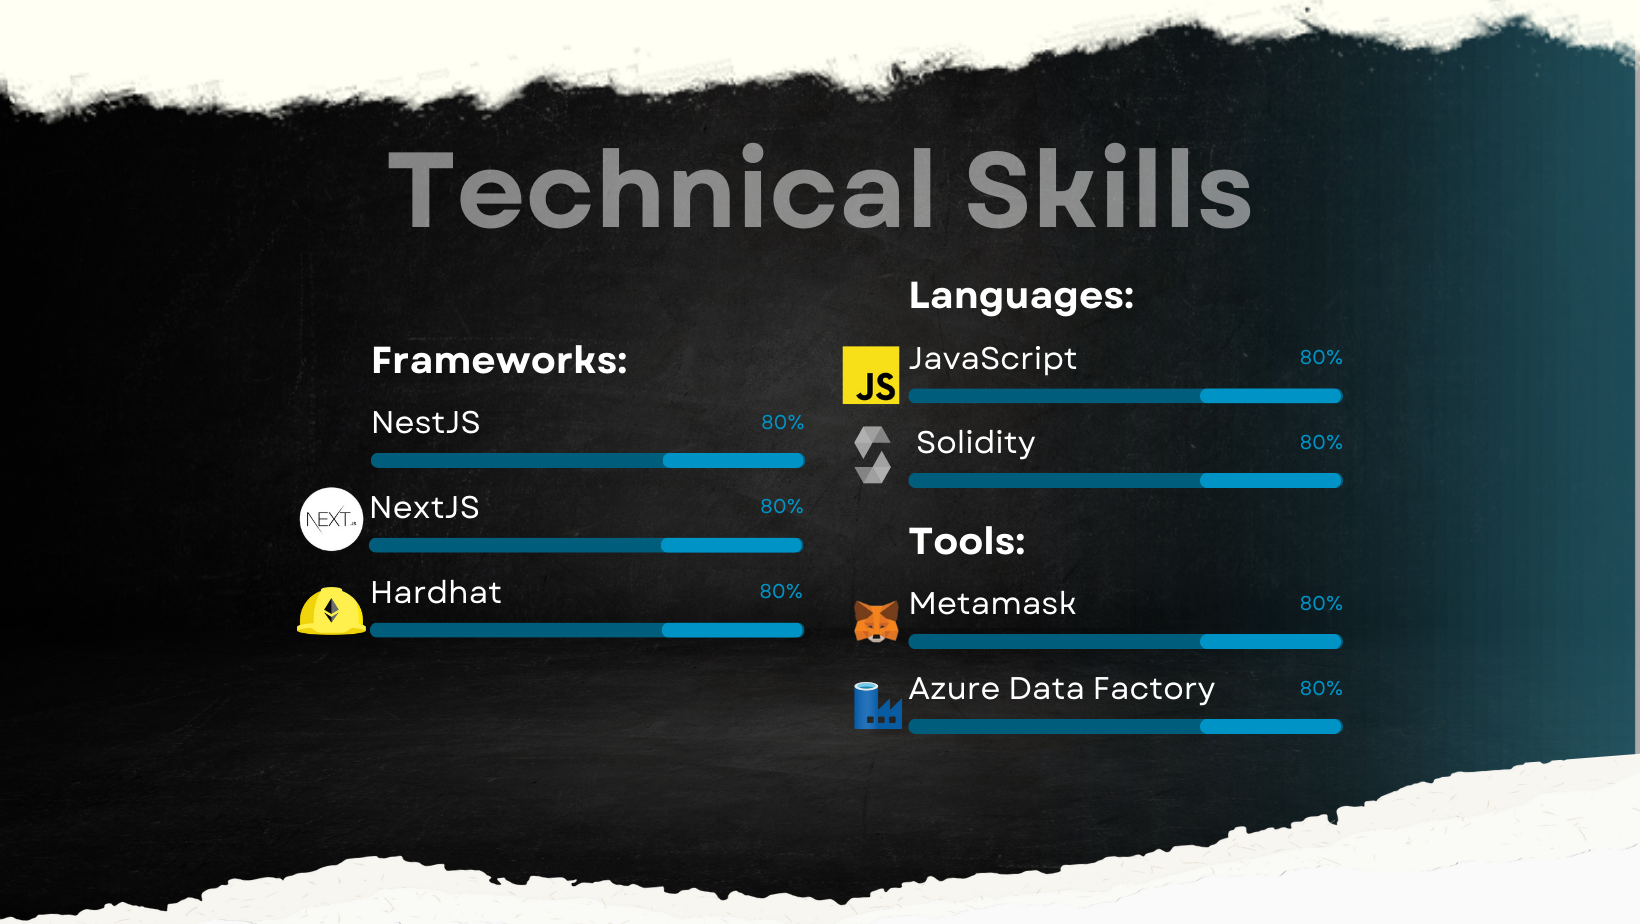 Technical Skills
Frameworks:
NestJS 80%
NEXT.JS
NextJS 80%
Hardhat 80%
Languages:
JS
JavaScript 80%
Solidity 80%
Tools:
Metamask 80%
Azure Data Factory 80%